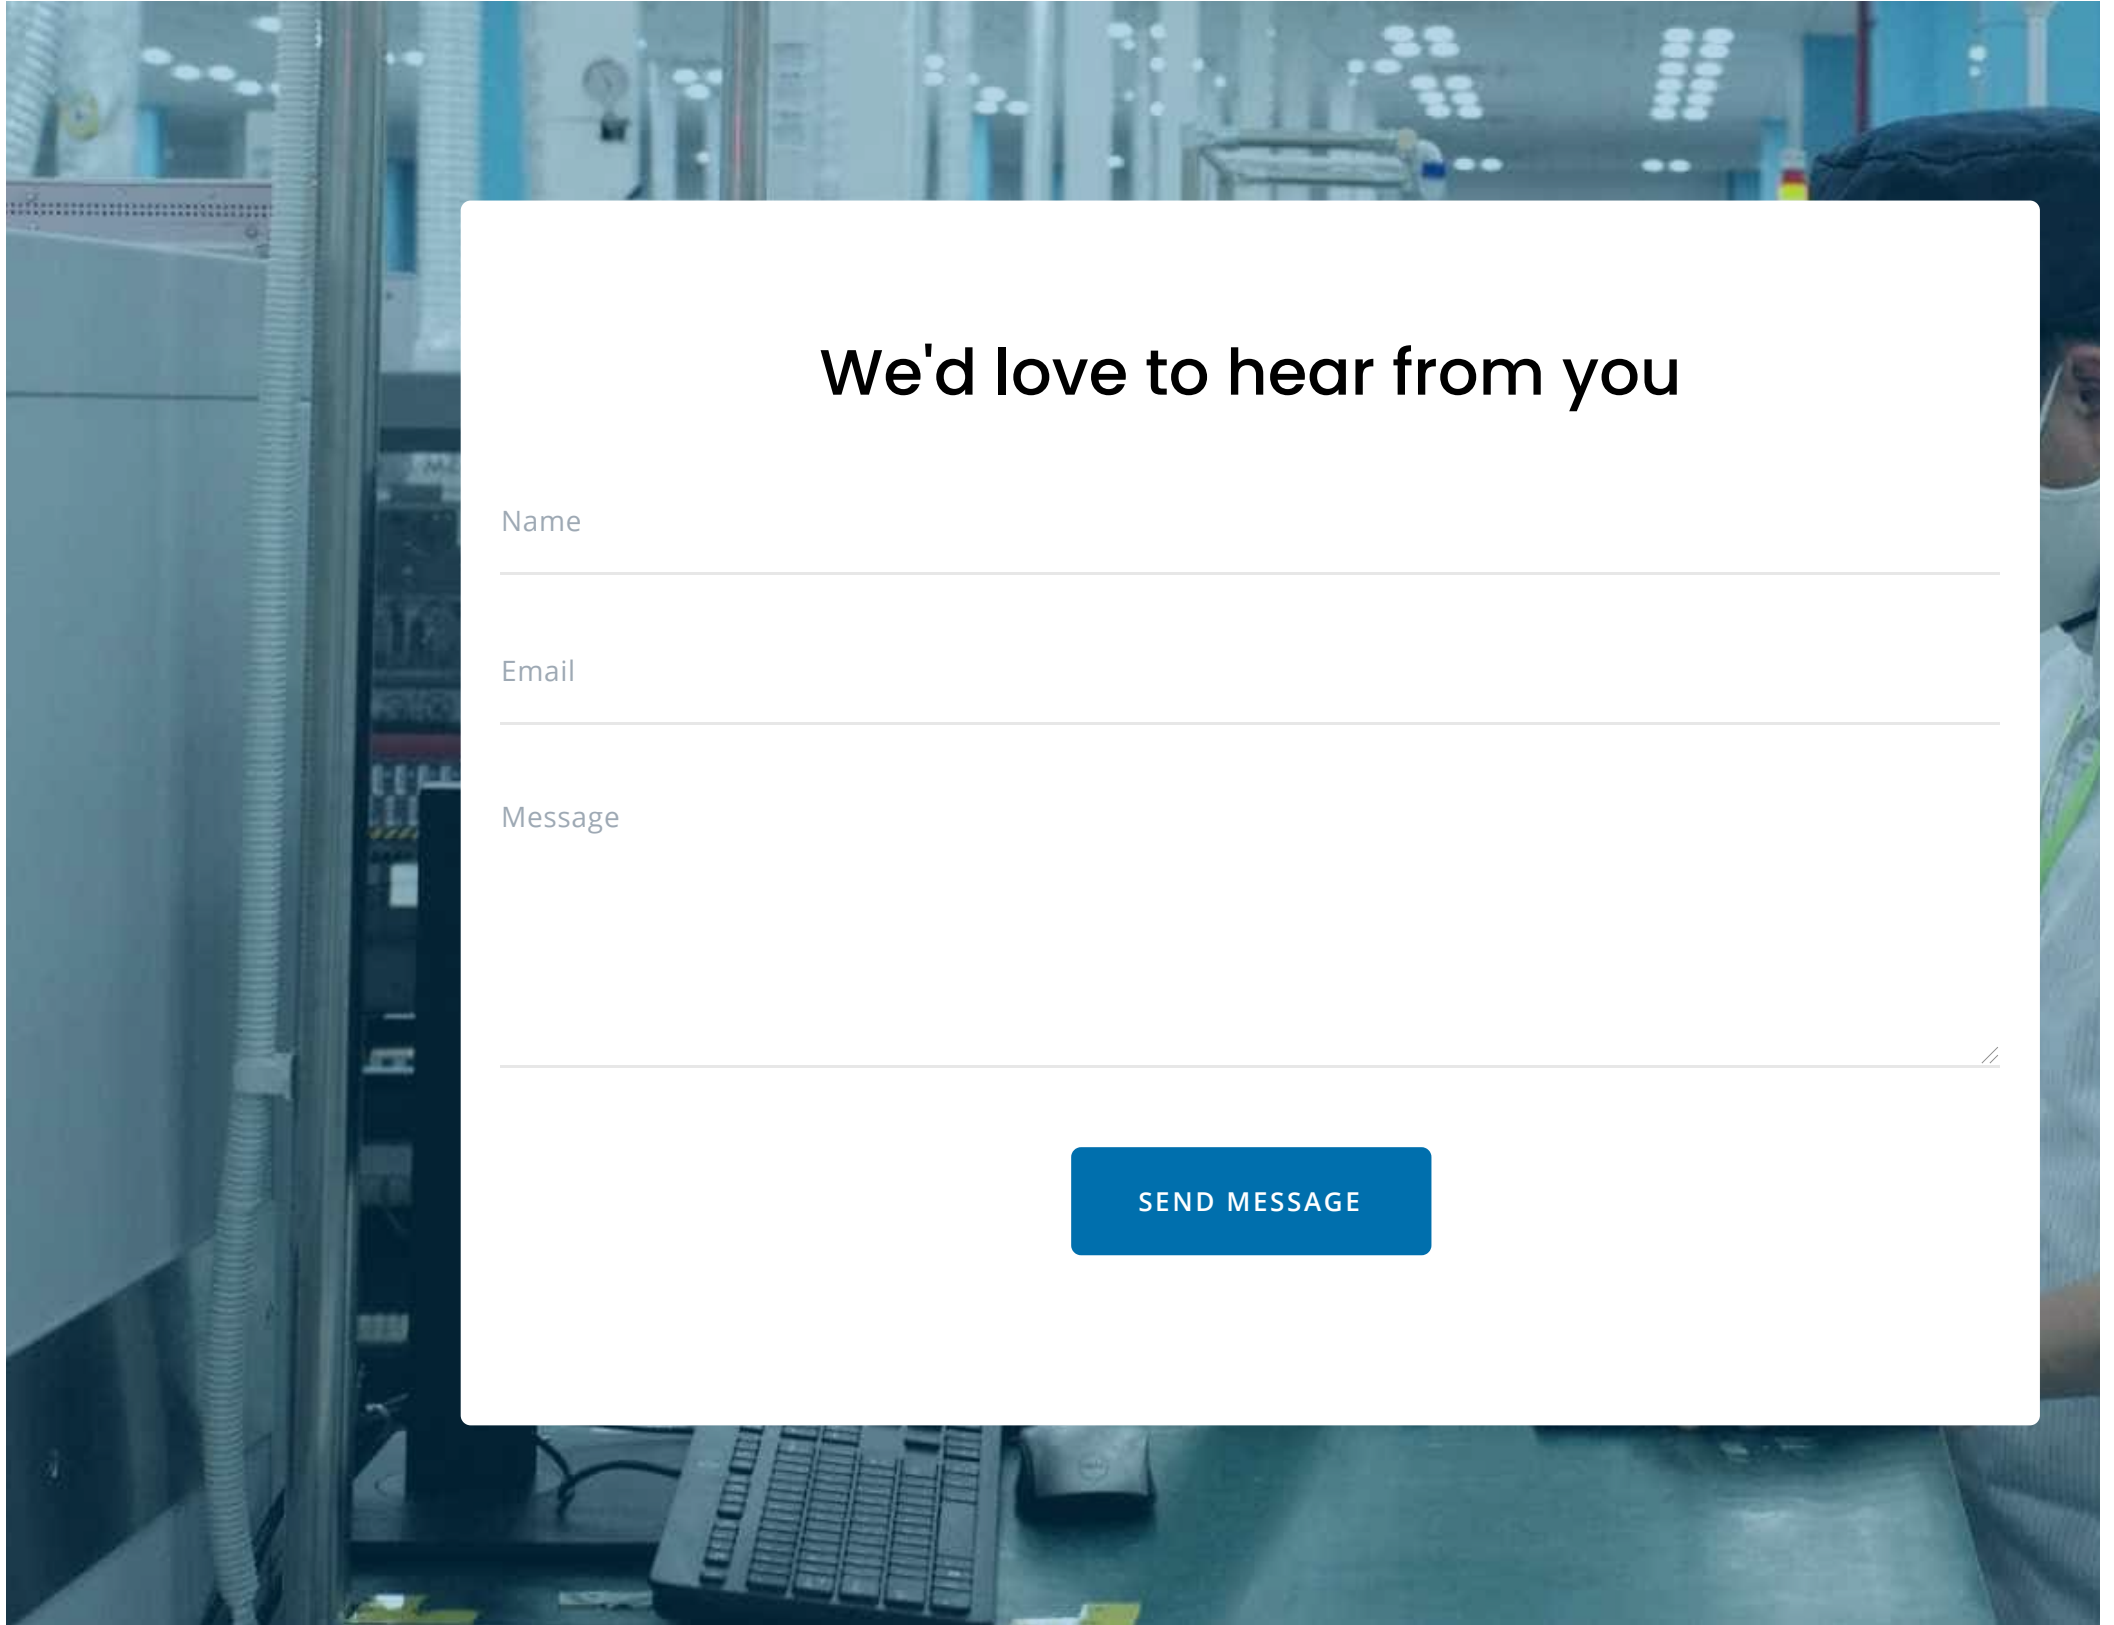 We'd love to hear from you
Name
Email
Message
SEND MESSAGE